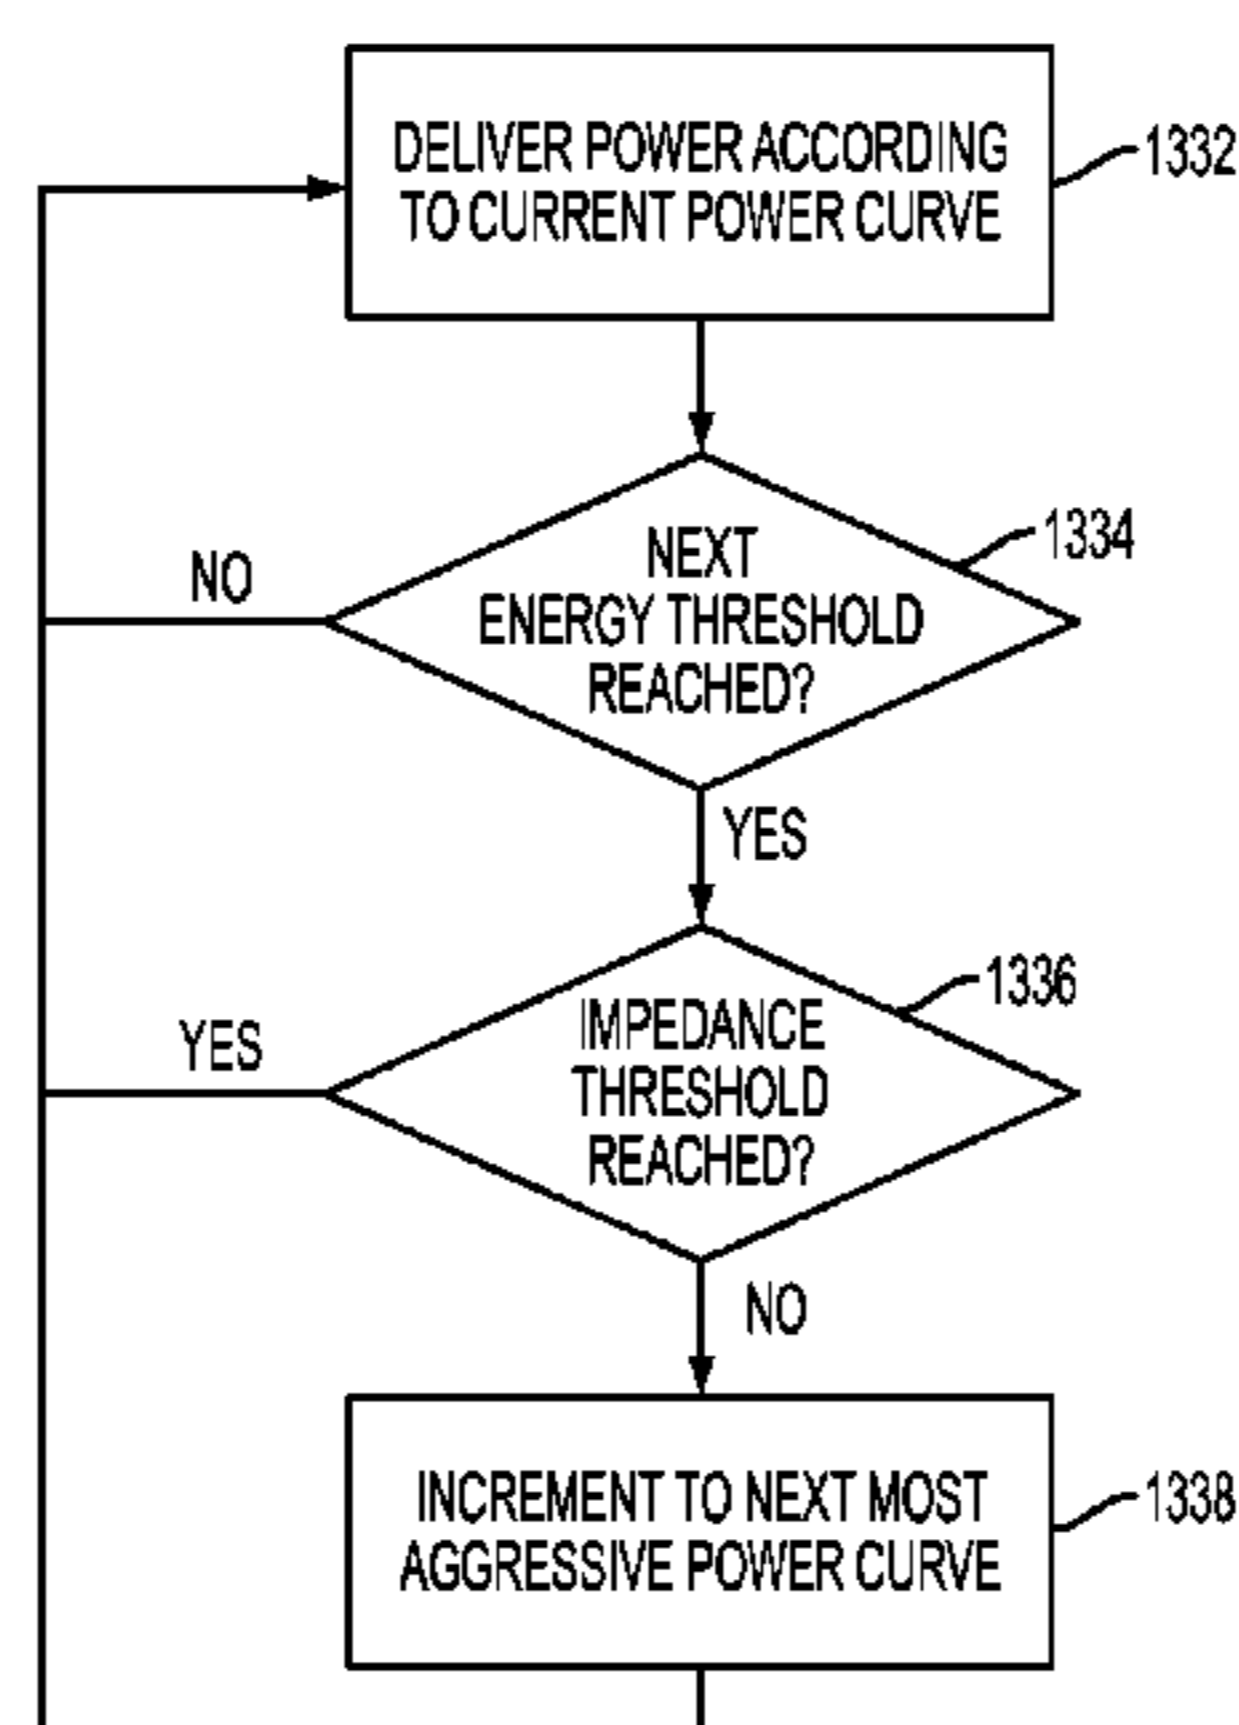 DELIVER POWER ACCORDING
TO CURRENT POWER CURVE
1332
NEXT
ENERGY THRESHOLD
REACHED?
1334
NO
YES
IMPEDANCE
THRESHOLD
REACHED?
1336
YES
NO
INCREMENT TO NEXT MOST
AGGRESSIVE POWER CURVE
1338